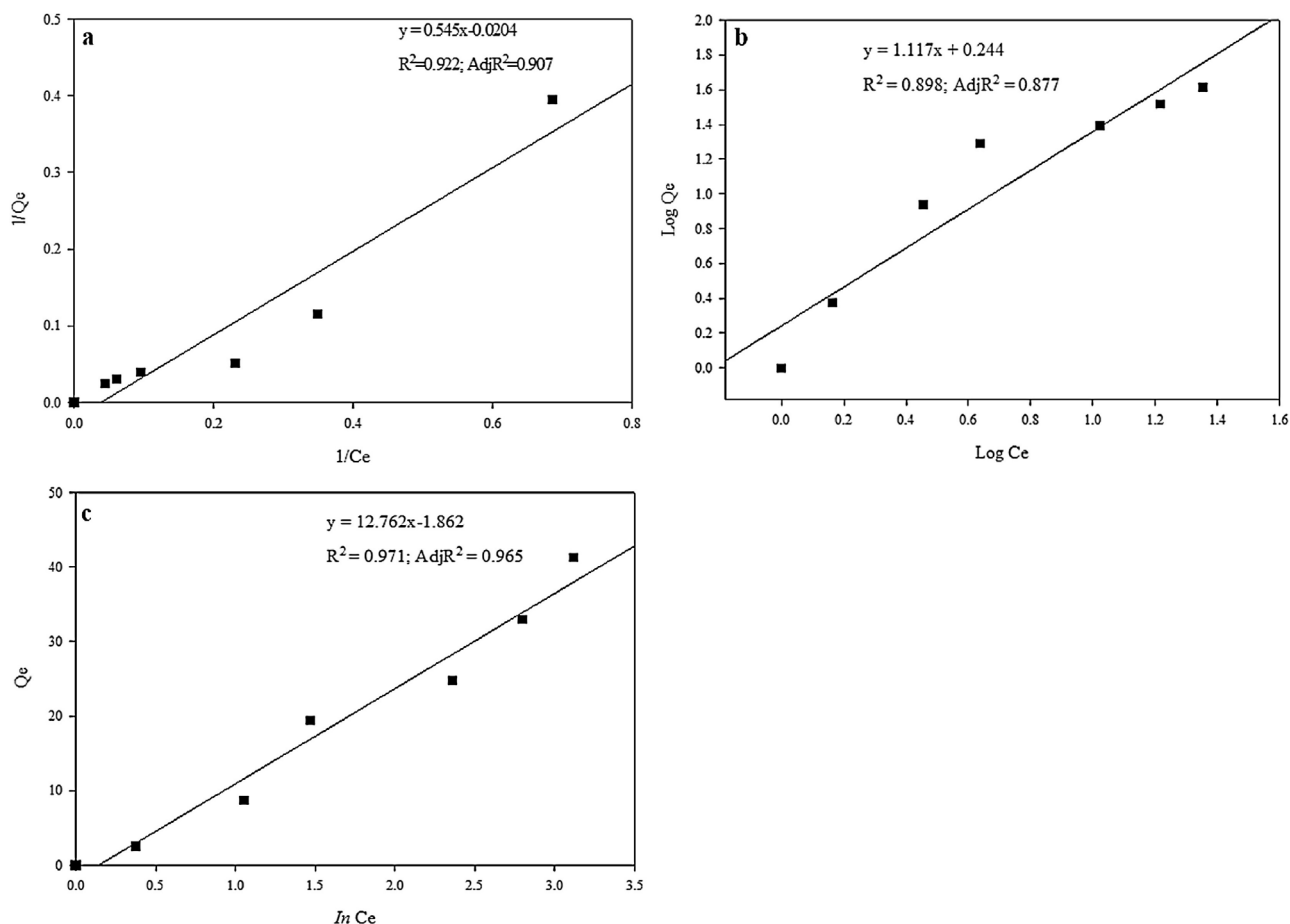 a
y = 0.545x-0.0204
R²=0.922; AdjR²=0.907
0.5
0.4
0.3
0.2
0.1
0.0
1/Qe
0.0 0.2 0.4 0.6 0.8
1/Ce
b
y = 1.117x + 0.244
R² = 0.898; AdjR² = 0.877
2.0
1.8
1.6
1.4
1.2
1.0
0.8
0.6
0.4
0.2
0.0
Log Qe
0.0 0.2 0.4 0.6 0.8 1.0 1.2 1.4 1.6
Log Ce
c
y = 12.762x-1.862
R² = 0.971; AdjR² = 0.965
50
40
30
20
10
0
Qe
0.0 0.5 1.0 1.5 2.0 2.5 3.0 3.5
In Ce